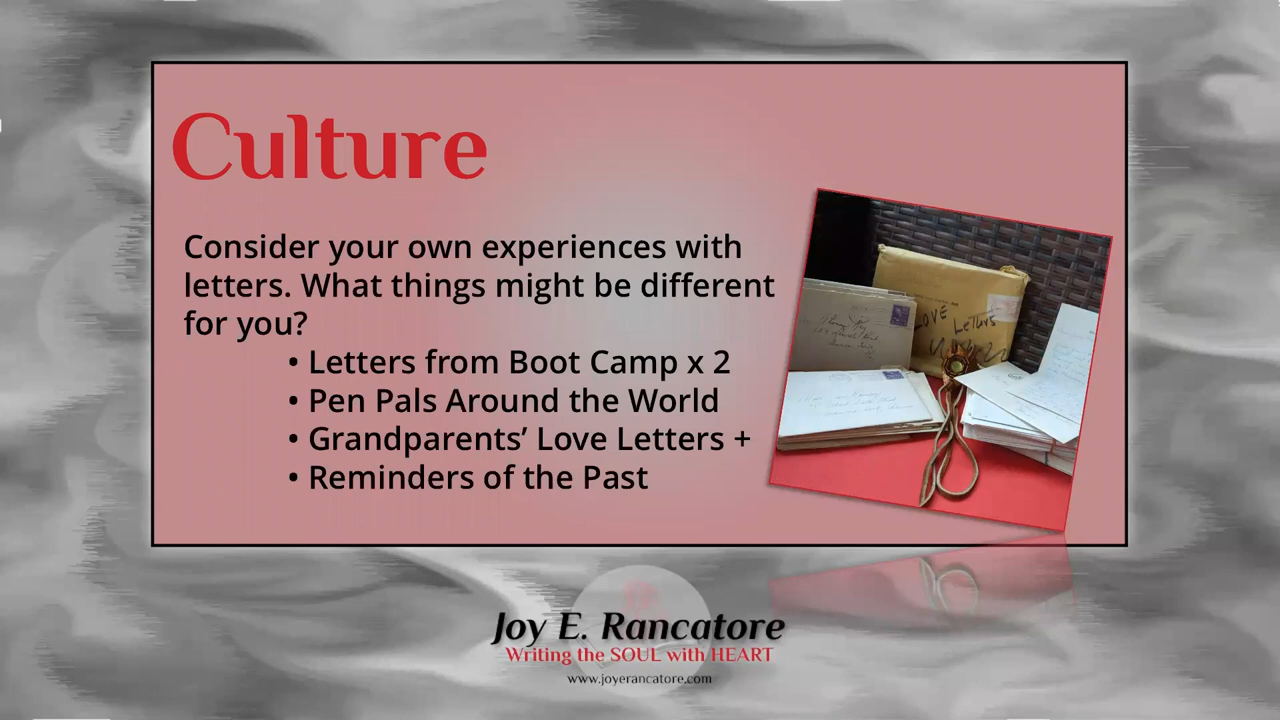 Culture
Consider your own experiences with
letters. What things might be different
for you?
• Letters from Boot Camp x 2
• Pen Pals Around the World
• Grandparents’ Love Letters +
• Reminders of the Past
LOVE
Letters
Joy E. Rancatore
Writing the SOUL with HEART
www.joyerancatore.com